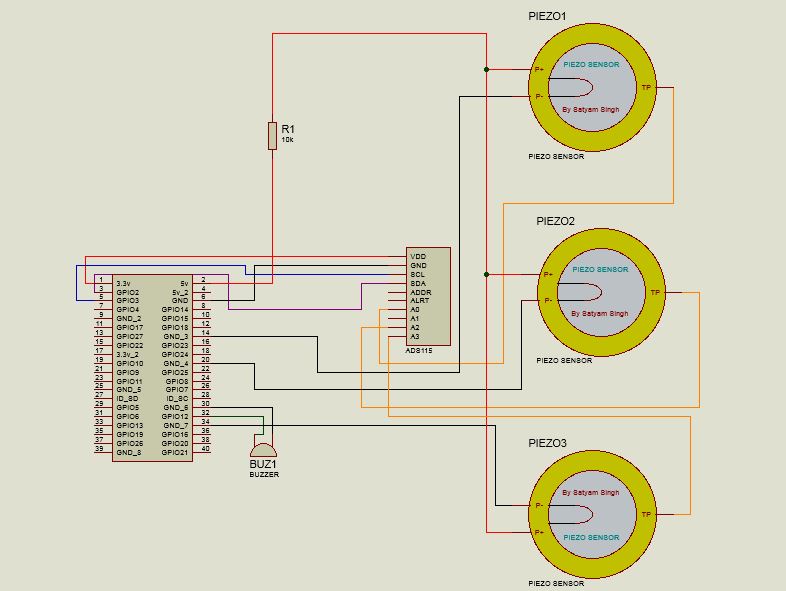 PIEZO1
P+
PIEZO SENSOR
P-
TP
By Satyam Singh
PIEZO SENSOR
R1
10k
PIEZO2
P+
PIEZO SENSOR
P-
TP
By Satyam Singh
PIEZO SENSOR
VDD
GND
SCL
SDA
ADDR
ALRT
A0
A1
A2
A3
ADS115
1 3.3v 5v 2
3 GPIO2 5v_2 4
5 GPIO3 GND 6
7 GPIO4 GPIO14 8
9 GND_2 GPIO15 10
11 GPIO17 GPIO18 12
13 GPIO27 GND_3 14
15 GPIO22 GPIO23 16
17 3.3v_2 GPIO24 18
19 GPIO10 GND_4 20
21 GPIO9 GPIO25 22
23 GPIO11 GPIO8 24
25 GND_5 GPIO7 26
27 ID_SD ID_SC 28
29 GPIO5 GND_6 30
31 GPIO6 GPIO12 32
33 GPIO13 GND_7 34
35 GPIO19 GPIO16 36
37 GPIO26 GPIO20 38
39 GND_8 GPIO21 40
BUZ1
BUZZER
PIEZO3
By Satyam Singh
P-
TP
P+
PIEZO SENSOR
PIEZO SENSOR